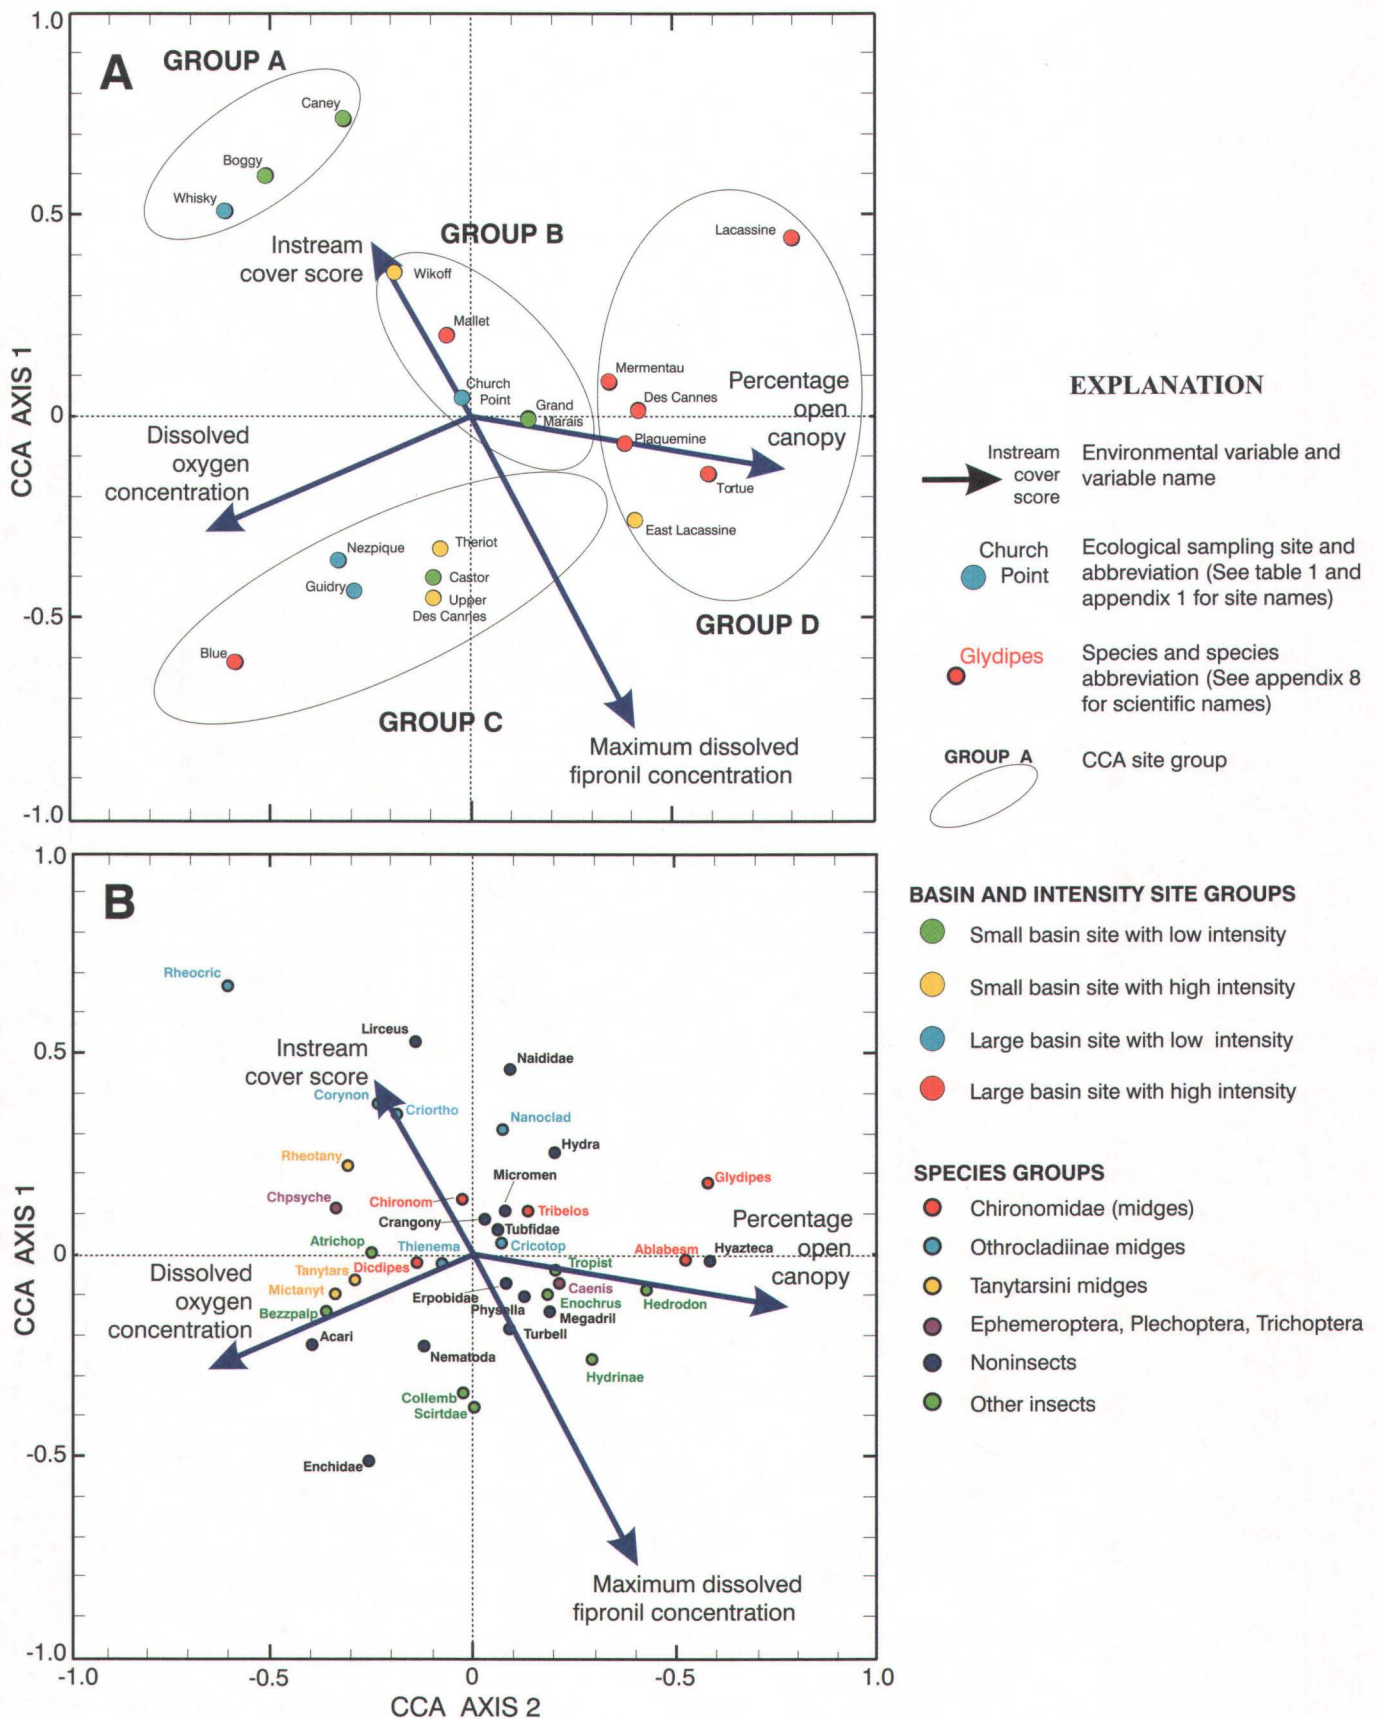 1.0
A
GROUP A
Caney
Boggy
Whisky
0.5
Instream
cover score
GROUP B
Wikoff
Mallet
Church
Point
Grand
Marais
Lacassine
Mermentau
Des Cannes
Plaquemine
Tortue
East Lacassine
Percentage
open
canopy
GROUP D
CCA AXIS 1
0
Dissolved
oxygen
concentration
Nezpique
Guidry
Theriot
Castor
Upper
Des Cannes
Blue
-0.5
GROUP C
Maximum dissolved
fipronil concentration
-1.0
EXPLANATION
Instream
cover
score
Environmental variable and
variable name
Church
Point
Ecological sampling site and
abbreviation (See table 1 and
appendix 1 for site names)
Glydipes
Species and species
abbreviation (See appendix 8
for scientific names)
GROUP A
CCA site group
BASIN AND INTENSITY SITE GROUPS
Small basin site with low intensity
Small basin site with high intensity
Large basin site with low intensity
Large basin site with high intensity
SPECIES GROUPS
Chironomidae (midges)
Othrocladiinae midges
Tanytarsini midges
Ephemeroptera, Plechoptera, Trichoptera
Noninsects
Other insects
1.0
B
Rheocric
Lirceus
0.5
Instream
cover score
Naididae
Corynon
Criortho
Nanoclad
Hydra
Rheotany
Micromen
Chpsyche
Chironom
Glydipes
Crangony
Tribelos
Tubfidae
Percentage
open
canopy
Atrichop
Thienema
Cricotop
Ablabesm
Hyazteca
CCA AXIS 1
0
Dissolved
oxygen
concentration
Tanytars
Dicdipes
Tropist
Mictanyt
Caenis
Erpobidae
Enochrus
Hedrodon
Bezzpalp
Physella
Megadril
Acari
Turbell
Nematoda
Hydrinae
Collemb
Scirtdae
-0.5
Enchidae
Maximum dissolved
fipronil concentration
-1.0
-1.0
-0.5
0
-0.5
1.0
CCA AXIS 2